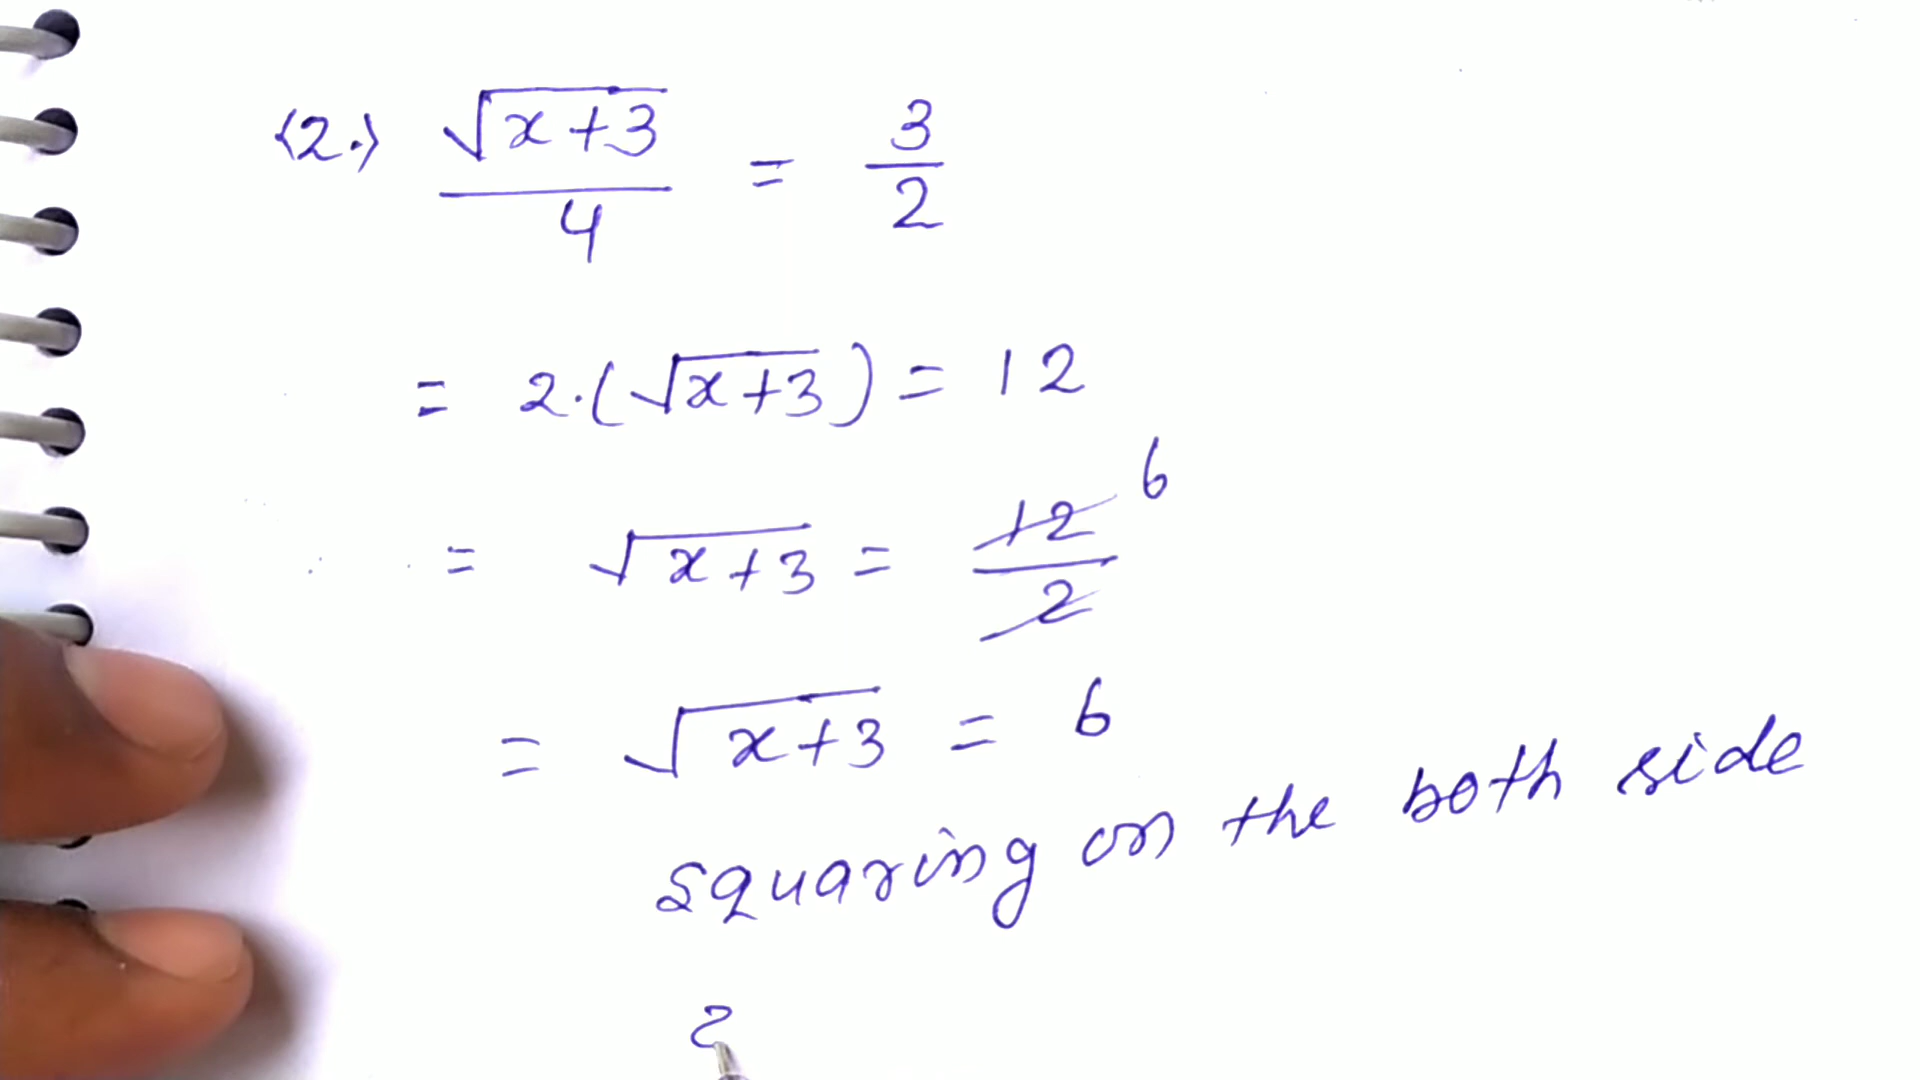 (2.) √(x+3)/4 = 3/2
= 2.(√x+3) = 12
= √x+3 = 12/2 6
= √x+3 = 6
squaring on the both side